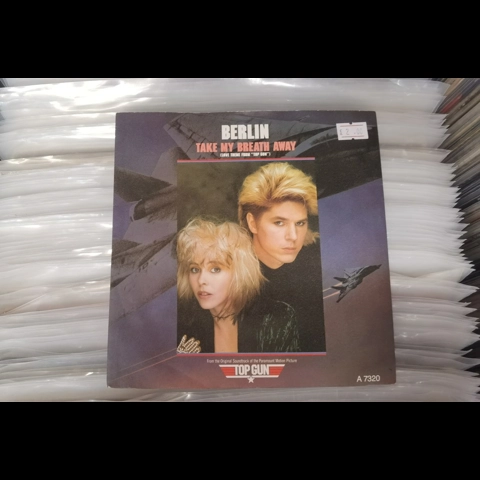 BERLIN
TAKE MY BREATH AWAY
(LOVE THEME FROM "TOP GUN")
From the Original Soundtrack of the Paramount Motion Picture
TOP GUN
A 7320